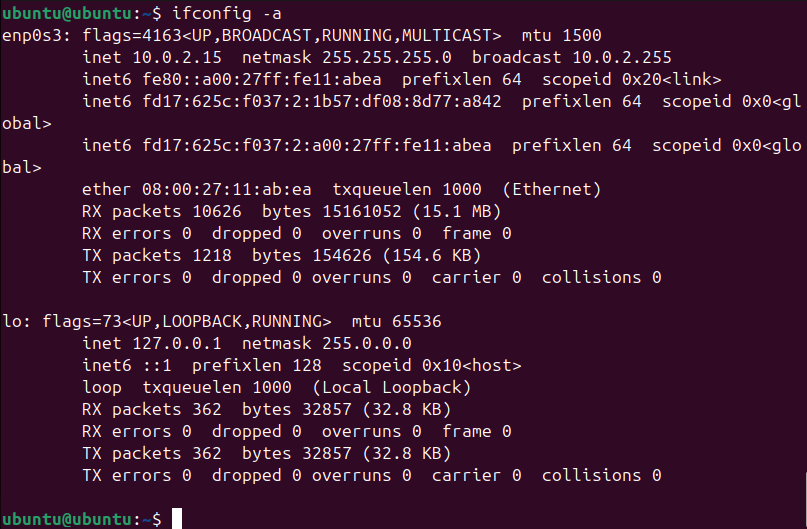 ubuntu@ubuntu:~$ ifconfig -a
enp0s3: flags=4163<UP,BROADCAST,RUNNING,MULTICAST>  mtu 1500
        inet 10.0.2.15  netmask 255.255.255.0  broadcast 10.0.2.255
        inet6 fe80::a00:27ff:fe11:abea  prefixlen 64  scopeid 0x20<link>
        inet6 fd17:625c:f037:2:1b57:df08:8d77:a842  prefixlen 64  scopeid 0x0<gl
obal>
        inet6 fd17:625c:f037:2:a00:27ff:fe11:abea  prefixlen 64  scopeid 0x0<glo
bal>
        ether 08:00:27:11:ab:ea  txqueuelen 1000  (Ethernet)
        RX packets 10626  bytes 15161052 (15.1 MB)
        RX errors 0  dropped 0  overruns 0  frame 0
        TX packets 1218  bytes 154626 (154.6 KB)
        TX errors 0  dropped 0 overruns 0  carrier 0  collisions 0

lo: flags=73<UP,LOOPBACK,RUNNING>  mtu 65536
        inet 127.0.0.1  netmask 255.0.0.0
        inet6 ::1  prefixlen 128  scopeid 0x10<host>
        loop  txqueuelen 1000  (Local Loopback)
        RX packets 362  bytes 32857 (32.8 KB)
        RX errors 0  dropped 0  overruns 0  frame 0
        TX packets 362  bytes 32857 (32.8 KB)
        TX errors 0  dropped 0 overruns 0  carrier 0  collisions 0

ubuntu@ubuntu:~$